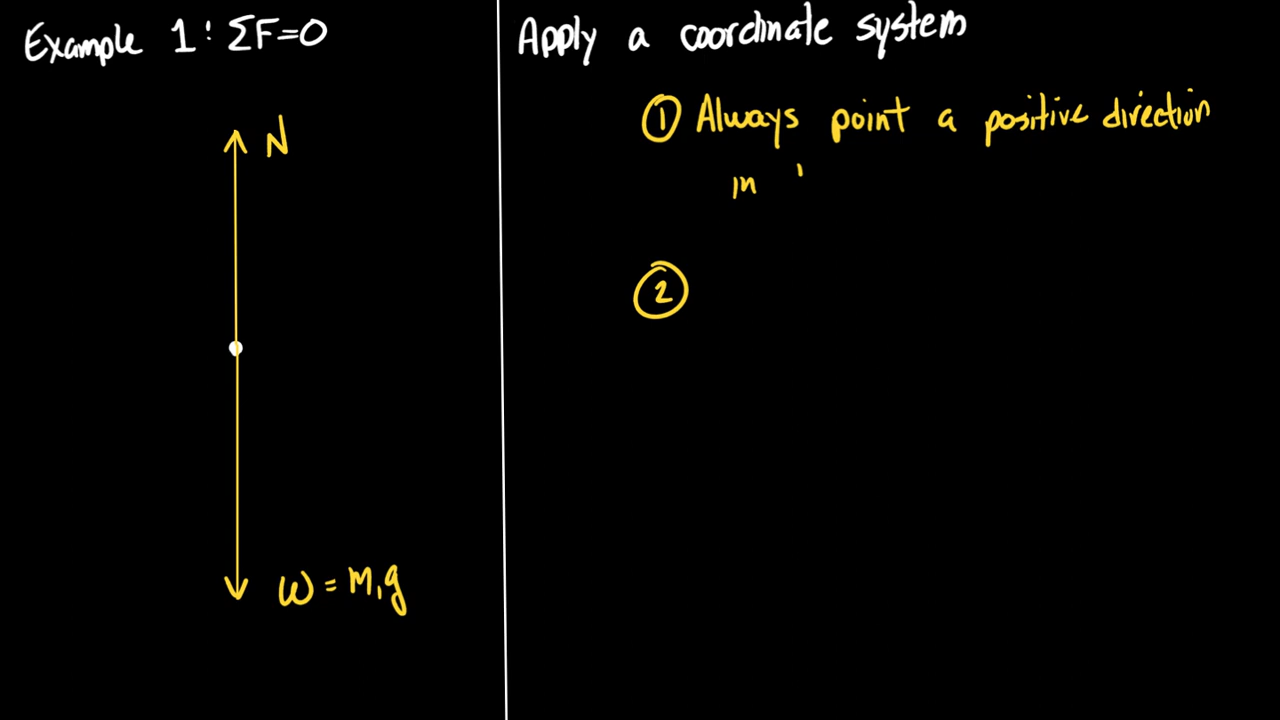 Example 1: ΣF=0
N
W = m₁g
Apply a coordinate system
① Always point a positive direction
in '
②